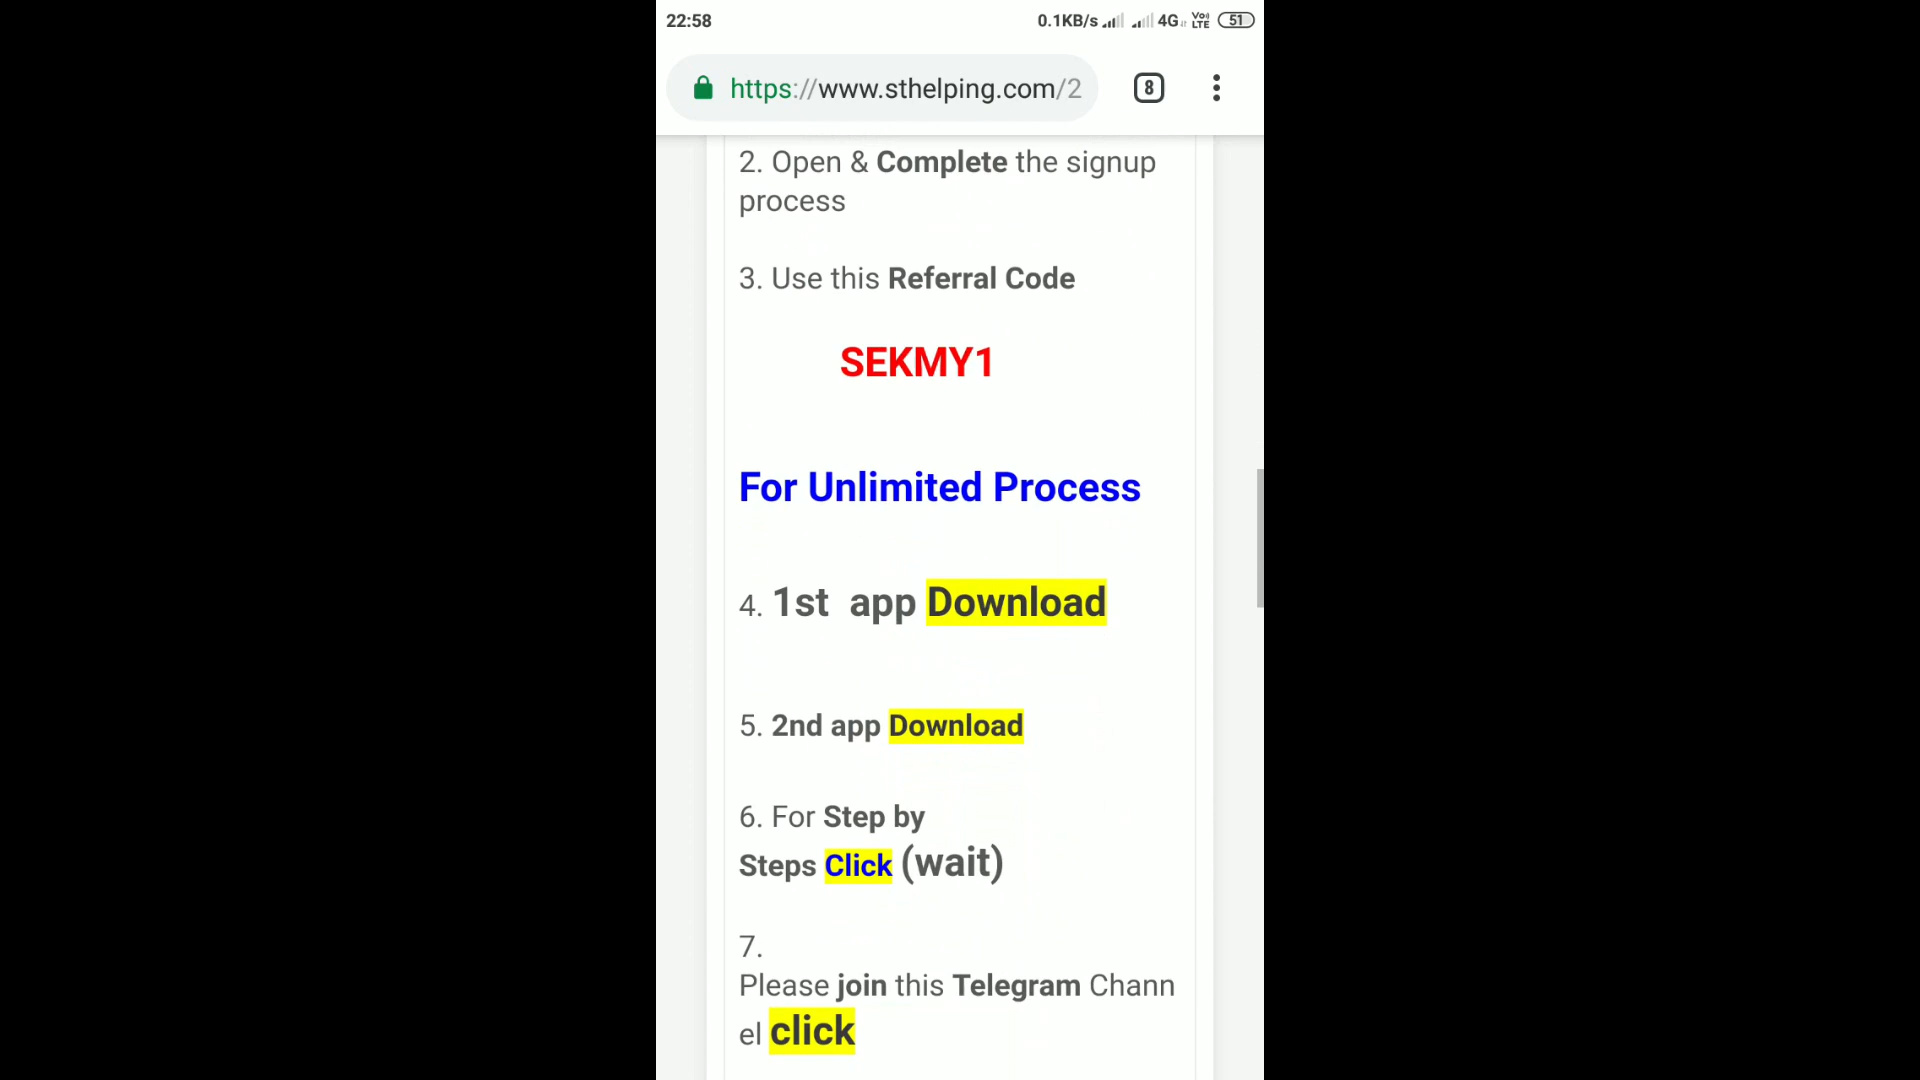 22:58
0.1KB/s 4G Vo) LTE 51
https://www.sthelping.com/2
8
2. Open & Complete the signup
process
3. Use this Referral Code
SEKMY1
For Unlimited Process
4. 1st app Download
5. 2nd app Download
6. For Step by
Steps Click (wait)
7.
Please join this Telegram Chann
el click